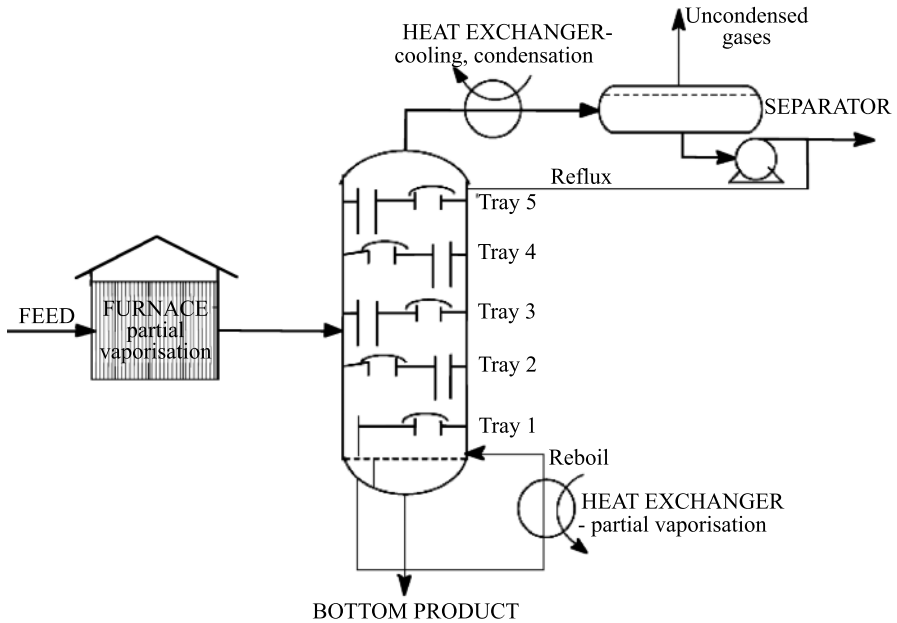 Uncondensed
gases
HEAT EXCHANGER-
cooling, condensation
SEPARATOR
Reflux
Tray 5
Tray 4
FEED
FURNACE
partial
vaporisation
Tray 3
Tray 2
Tray 1
Reboil
HEAT EXCHANGER
- partial vaporisation
BOTTOM PRODUCT